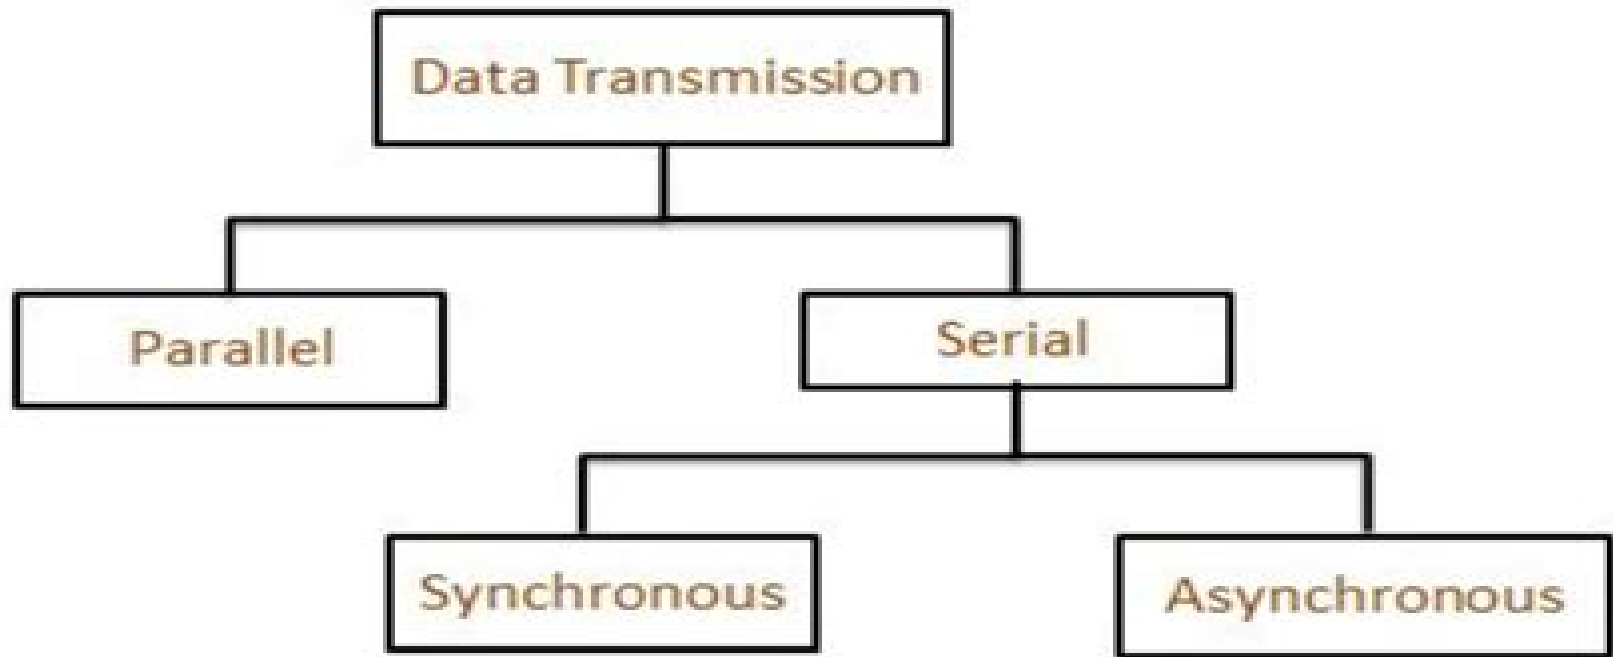 Data Transmission
Parallel
Serial
Synchronous
Asynchronous